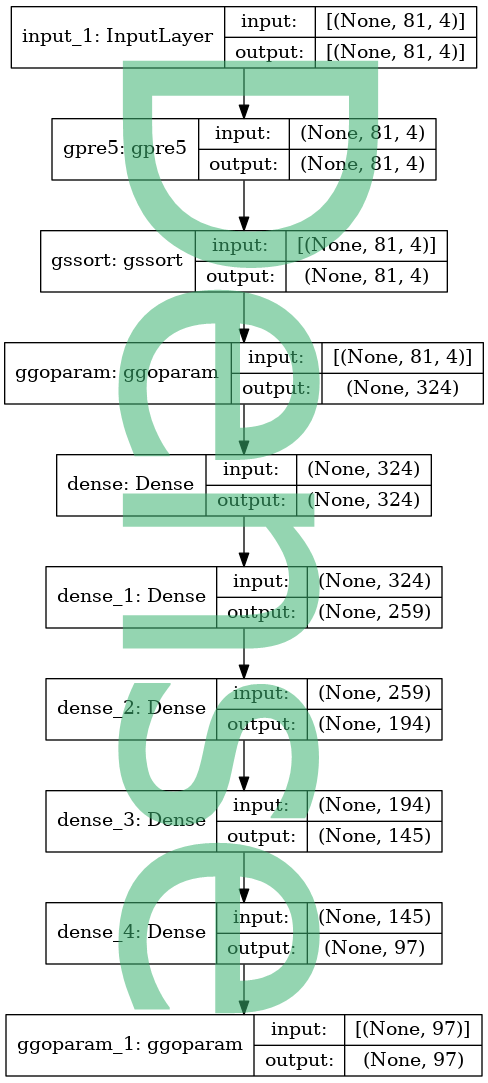 input_1: InputLayer
input: [(None, 81, 4)]
output: [(None, 81, 4)]
gpre5: gpre5
input: (None, 81, 4)
output: (None, 81, 4)
gssort: gssort
input: [(None, 81, 4)]
output: (None, 81, 4)
ggoparam: ggoparam
input: [(None, 81, 4)]
output: (None, 324)
dense: Dense
input: (None, 324)
output: (None, 324)
dense_1: Dense
input: (None, 324)
output: (None, 259)
dense_2: Dense
input: (None, 259)
output: (None, 194)
dense_3: Dense
input: (None, 194)
output: (None, 145)
dense_4: Dense
input: (None, 145)
output: (None, 97)
ggoparam_1: ggoparam
input: [(None, 97)]
output: (None, 97)
Dense